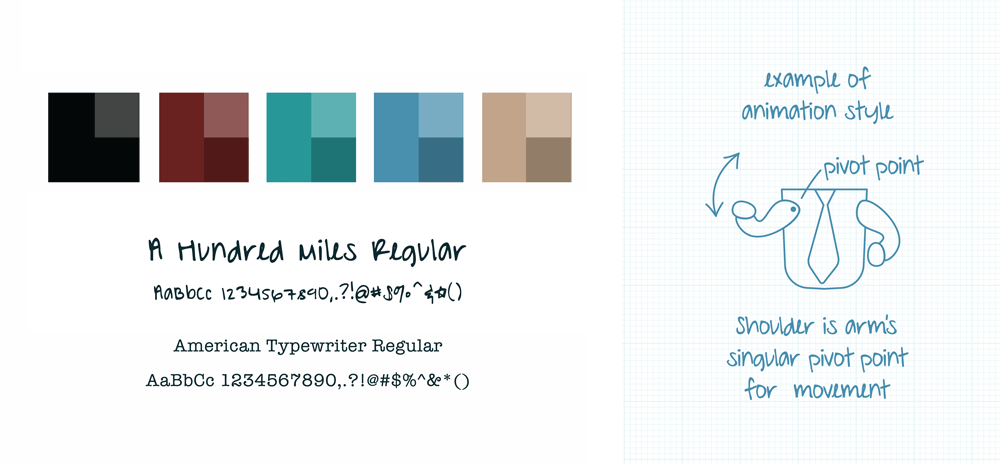 A Hundred Miles Regular
AaBbCc 1234567890,.?!@#$%^&*()
American Typewriter Regular
AaBbCc 1234567890,.?!@#$%^&*()
example of
animation style
pivot point
Shoulder is arm's
singular pivot point
for movement